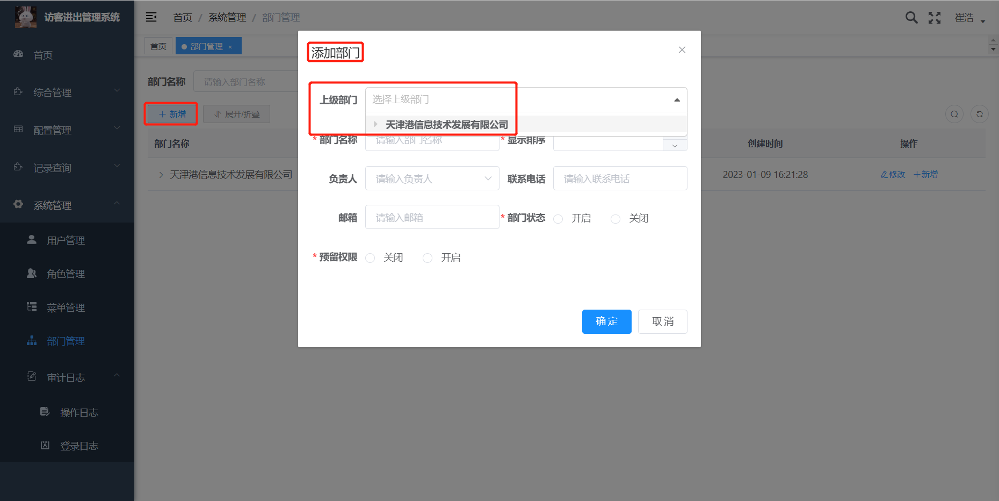 访客进出管理系统
首页
综合管理
配置管理
记录查询
系统管理
用户管理
角色管理
菜单管理
部门管理
审计日志
操作日志
登录日志
首页 / 系统管理 / 部门管理
崔浩
首页
部门管理 ×
部门名称 请输入部门名称
+ 新增 展开/折叠
部门名称 创建时间 操作
天津港信息技术发展有限公司 2023-01-09 16:21:28 修改 +新增
添加部门
上级部门 选择上级部门
天津港信息技术发展有限公司
* 部门名称 请输入部门名称 * 显示排序
负责人 请输入负责人 联系电话 请输入联系电话
邮箱 请输入邮箱 * 部门状态 开启 关闭
* 预留权限 关闭 开启
确定 取消